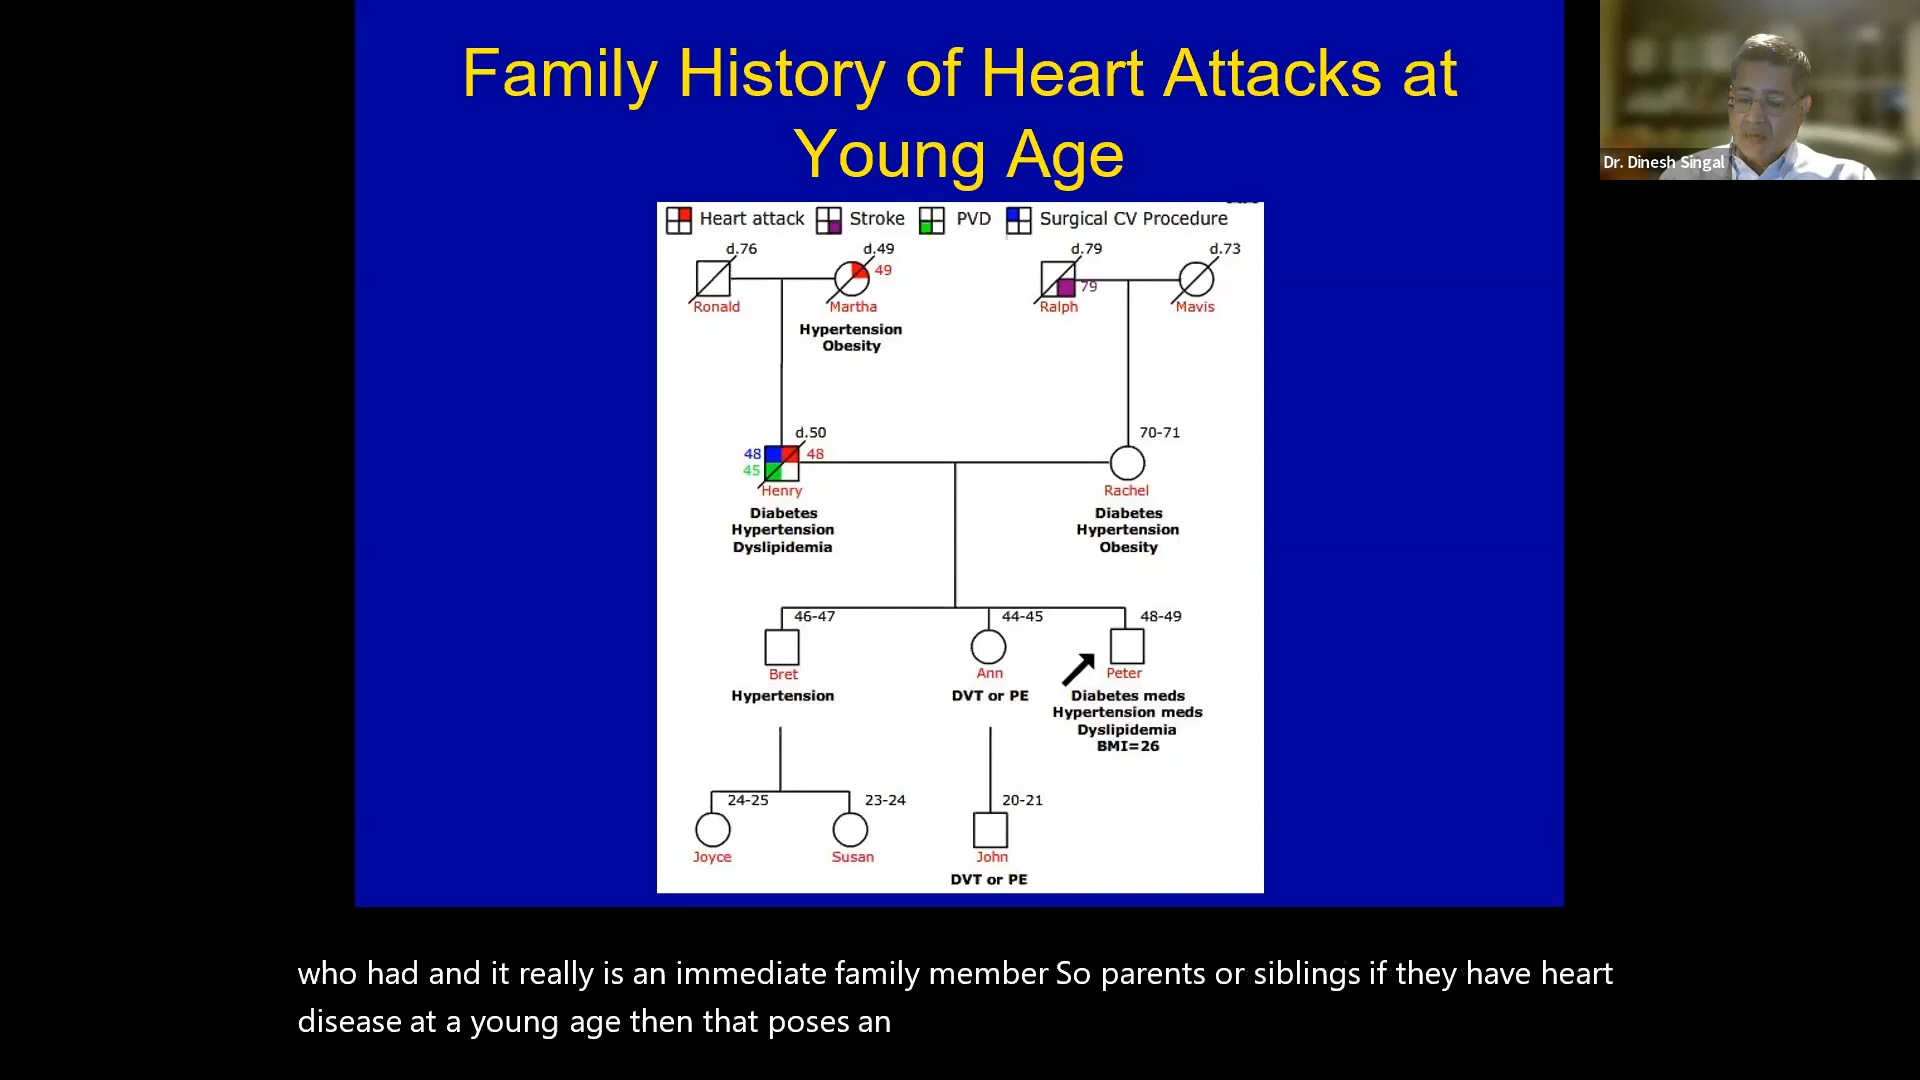 Family History of Heart Attacks at
Young Age
Dr. Dinesh Singal
Heart attack Stroke PVD Surgical CV Procedure
d.76 d.49 d.79 d.73
49
79
Ronald Martha Ralph Mavis
Hypertension
Obesity
d.50 70-71
48 48
45
Henry Rachel
Diabetes Diabetes
Hypertension Hypertension
Dyslipidemia Obesity
46-47 44-45 48-49
Bret Ann Peter
Hypertension DVT or PE Diabetes meds
Hypertension meds
Dyslipidemia
BMI=26
24-25 23-24 20-21
Joyce Susan John
DVT or PE
who had and it really is an immediate family member So parents or siblings if they have heart
disease at a young age then that poses an